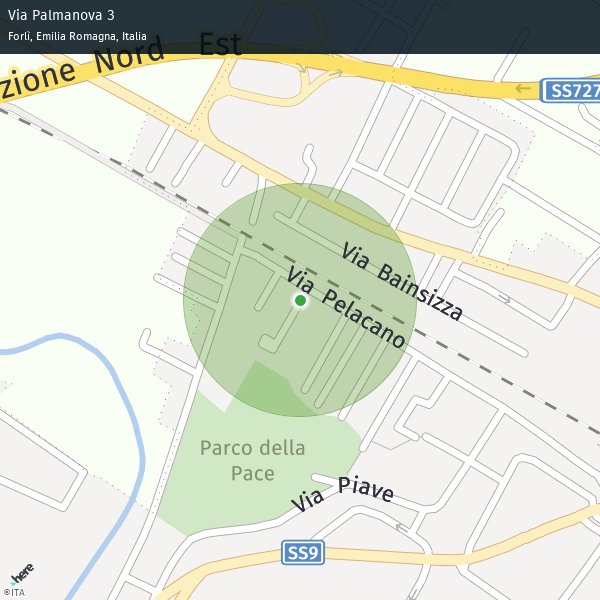 Via Palmanova 3
Forlì, Emilia Romagna, Italia
zione Nord Est
SS727
Via Bainsizza
Via Pelacano
Parco della
Pace
Via Piave
SS9
here
©ITA